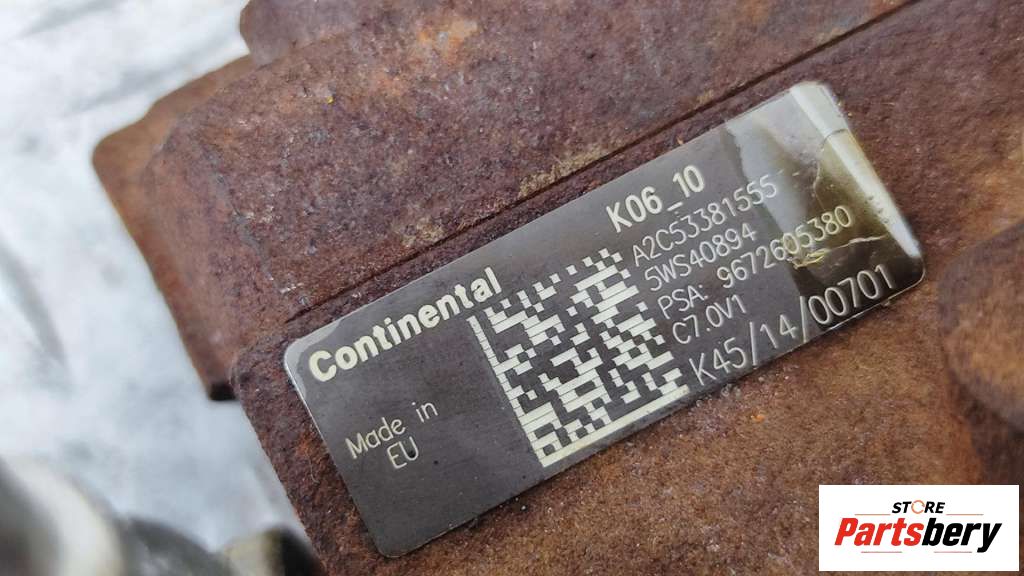 Continental
Made in
EU
K06_10
A2C53381555
5WS40894
PSA: 9672605380
C7.0V1
K45/14/00701
STORE
Partsbery